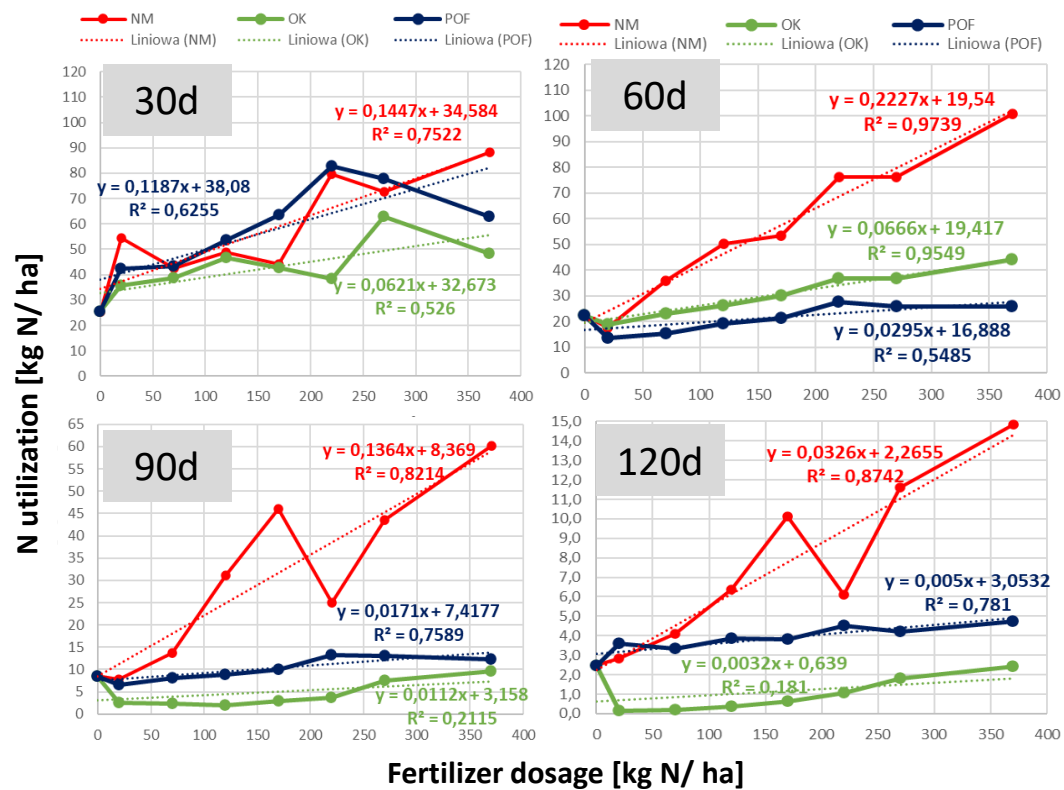 NM OK POF
Liniowa (NM) Liniowa (OK) Liniowa (POF)
NM OK POF
Liniowa (NM) Liniowa (OK) Liniowa (POF)
N utilization [kg N/ ha]
30d
120
110
100
90
80
70
60
50
40
30
20
10
0
y = 0,1447x + 34,584
R² = 0,7522
y = 0,1187x + 38,08
R² = 0,6255
y = 0,0621x + 32,673
R² = 0,526
0 50 100 150 200 250 300 350 400
60d
120
110
100
90
80
70
60
50
40
30
20
10
0
y = 0,2227x + 19,54
R² = 0,9739
y = 0,0666x + 19,417
R² = 0,9549
y = 0,0295x + 16,888
R² = 0,5485
0 50 100 150 200 250 300 350 400
90d
65
60
55
50
45
40
35
30
25
20
15
10
5
0
y = 0,1364x + 8,369
R² = 0,8214
y = 0,0171x + 7,4177
R² = 0,7589
y = 0,0112x + 3,158
R² = 0,2115
0 50 100 150 200 250 300 350 400
120d
15,0
14,0
13,0
12,0
11,0
10,0
9,0
8,0
7,0
6,0
5,0
4,0
3,0
2,0
1,0
0,0
y = 0,0326x + 2,2655
R² = 0,8742
y = 0,005x + 3,0532
R² = 0,781
y = 0,0032x + 0,639
R² = 0,181
0 50 100 150 200 250 300 350 400
Fertilizer dosage [kg N/ ha]